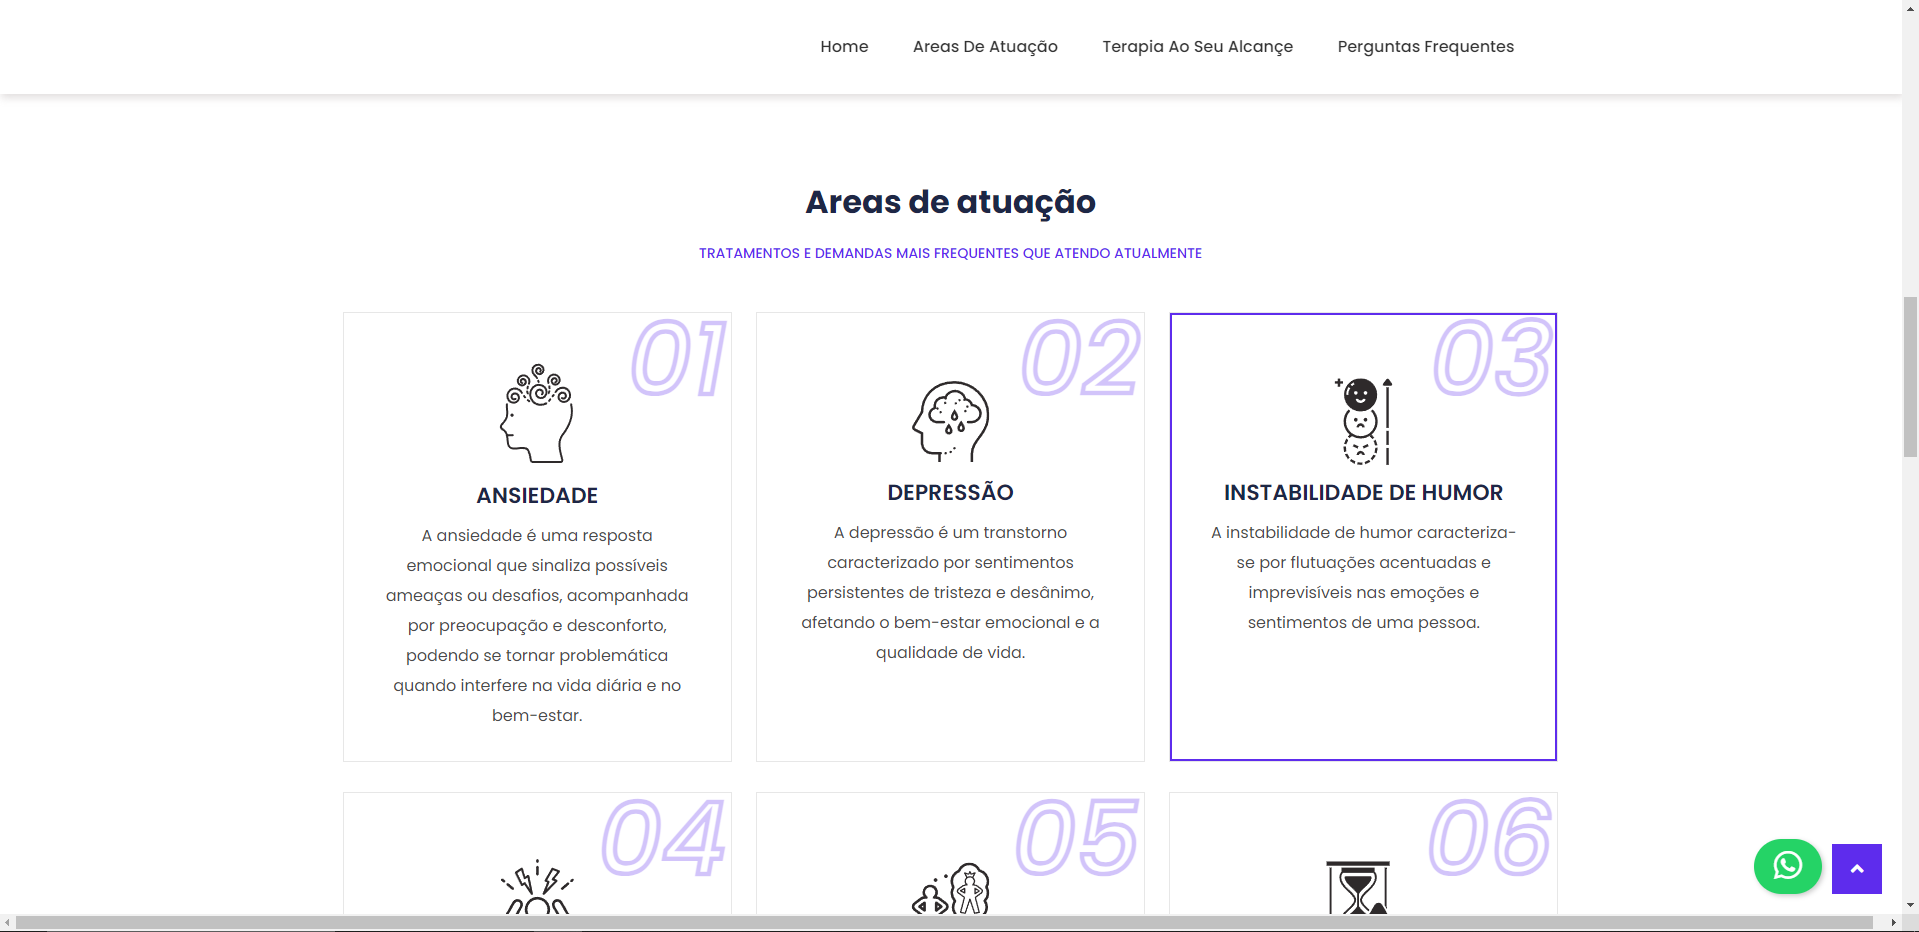 Home Areas De Atuação Terapia Ao Seu Alcançe Perguntas Frequentes
Areas de atuação
TRATAMENTOS E DEMANDAS MAIS FREQUENTES QUE ATENDO ATUALMENTE
01
ANSIEDADE
A ansiedade é uma resposta
emocional que sinaliza possíveis
ameaças ou desafios, acompanhada
por preocupação e desconforto,
podendo se tornar problemática
quando interfere na vida diária e no
bem-estar.
02
DEPRESSÃO
A depressão é um transtorno
caracterizado por sentimentos
persistentes de tristeza e desânimo,
afetando o bem-estar emocional e a
qualidade de vida.
03
INSTABILIDADE DE HUMOR
A instabilidade de humor caracteriza-
se por flutuações acentuadas e
imprevisíveis nas emoções e
sentimentos de uma pessoa.
04
05
06